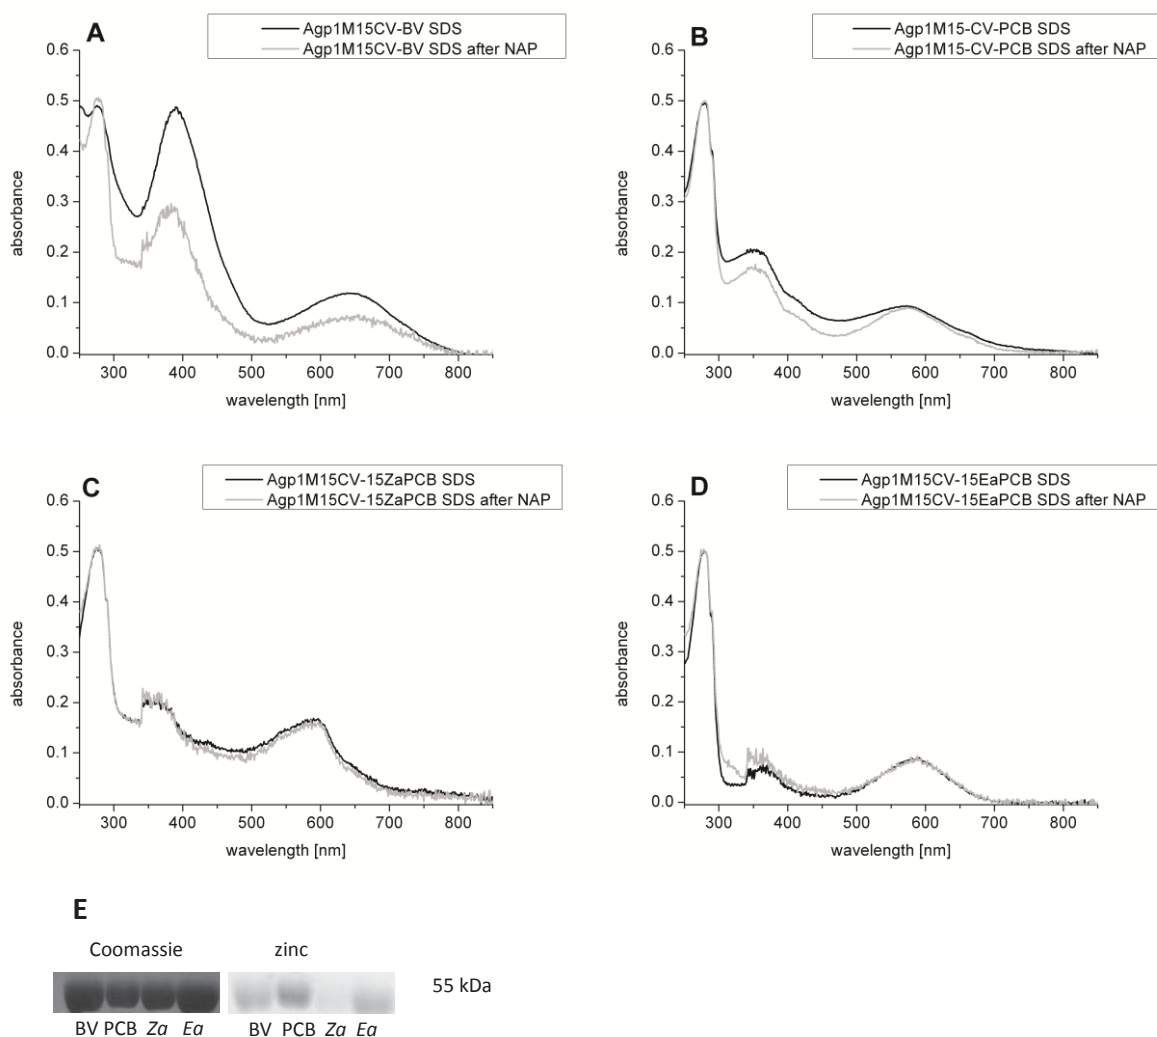 A
Agp1M15CV-BV SDS
Agp1M15CV-BV SDS after NAP
absorbance
0.6
0.5
0.4
0.3
0.2
0.1
0.0
300 400 500 600 700 800
wavelength [nm]
B
Agp1M15-CV-PCB SDS
Agp1M15-CV-PCB SDS after NAP
absorbance
0.6
0.5
0.4
0.3
0.2
0.1
0.0
300 400 500 600 700 800
wavelength [nm]
C
Agp1M15CV-15ZaPCB SDS
Agp1M15CV-15ZaPCB SDS after NAP
absorbance
0.6
0.5
0.4
0.3
0.2
0.1
0.0
300 400 500 600 700 800
wavelength [nm]
D
Agp1M15CV-15EaPCB SDS
Agp1M15CV-15EaPCB SDS after NAP
absorbance
0.6
0.5
0.4
0.3
0.2
0.1
0.0
300 400 500 600 700 800
wavelength [nm]
E
Coomassie zinc
55 kDa
BV PCB Za Ea BV PCB Za Ea